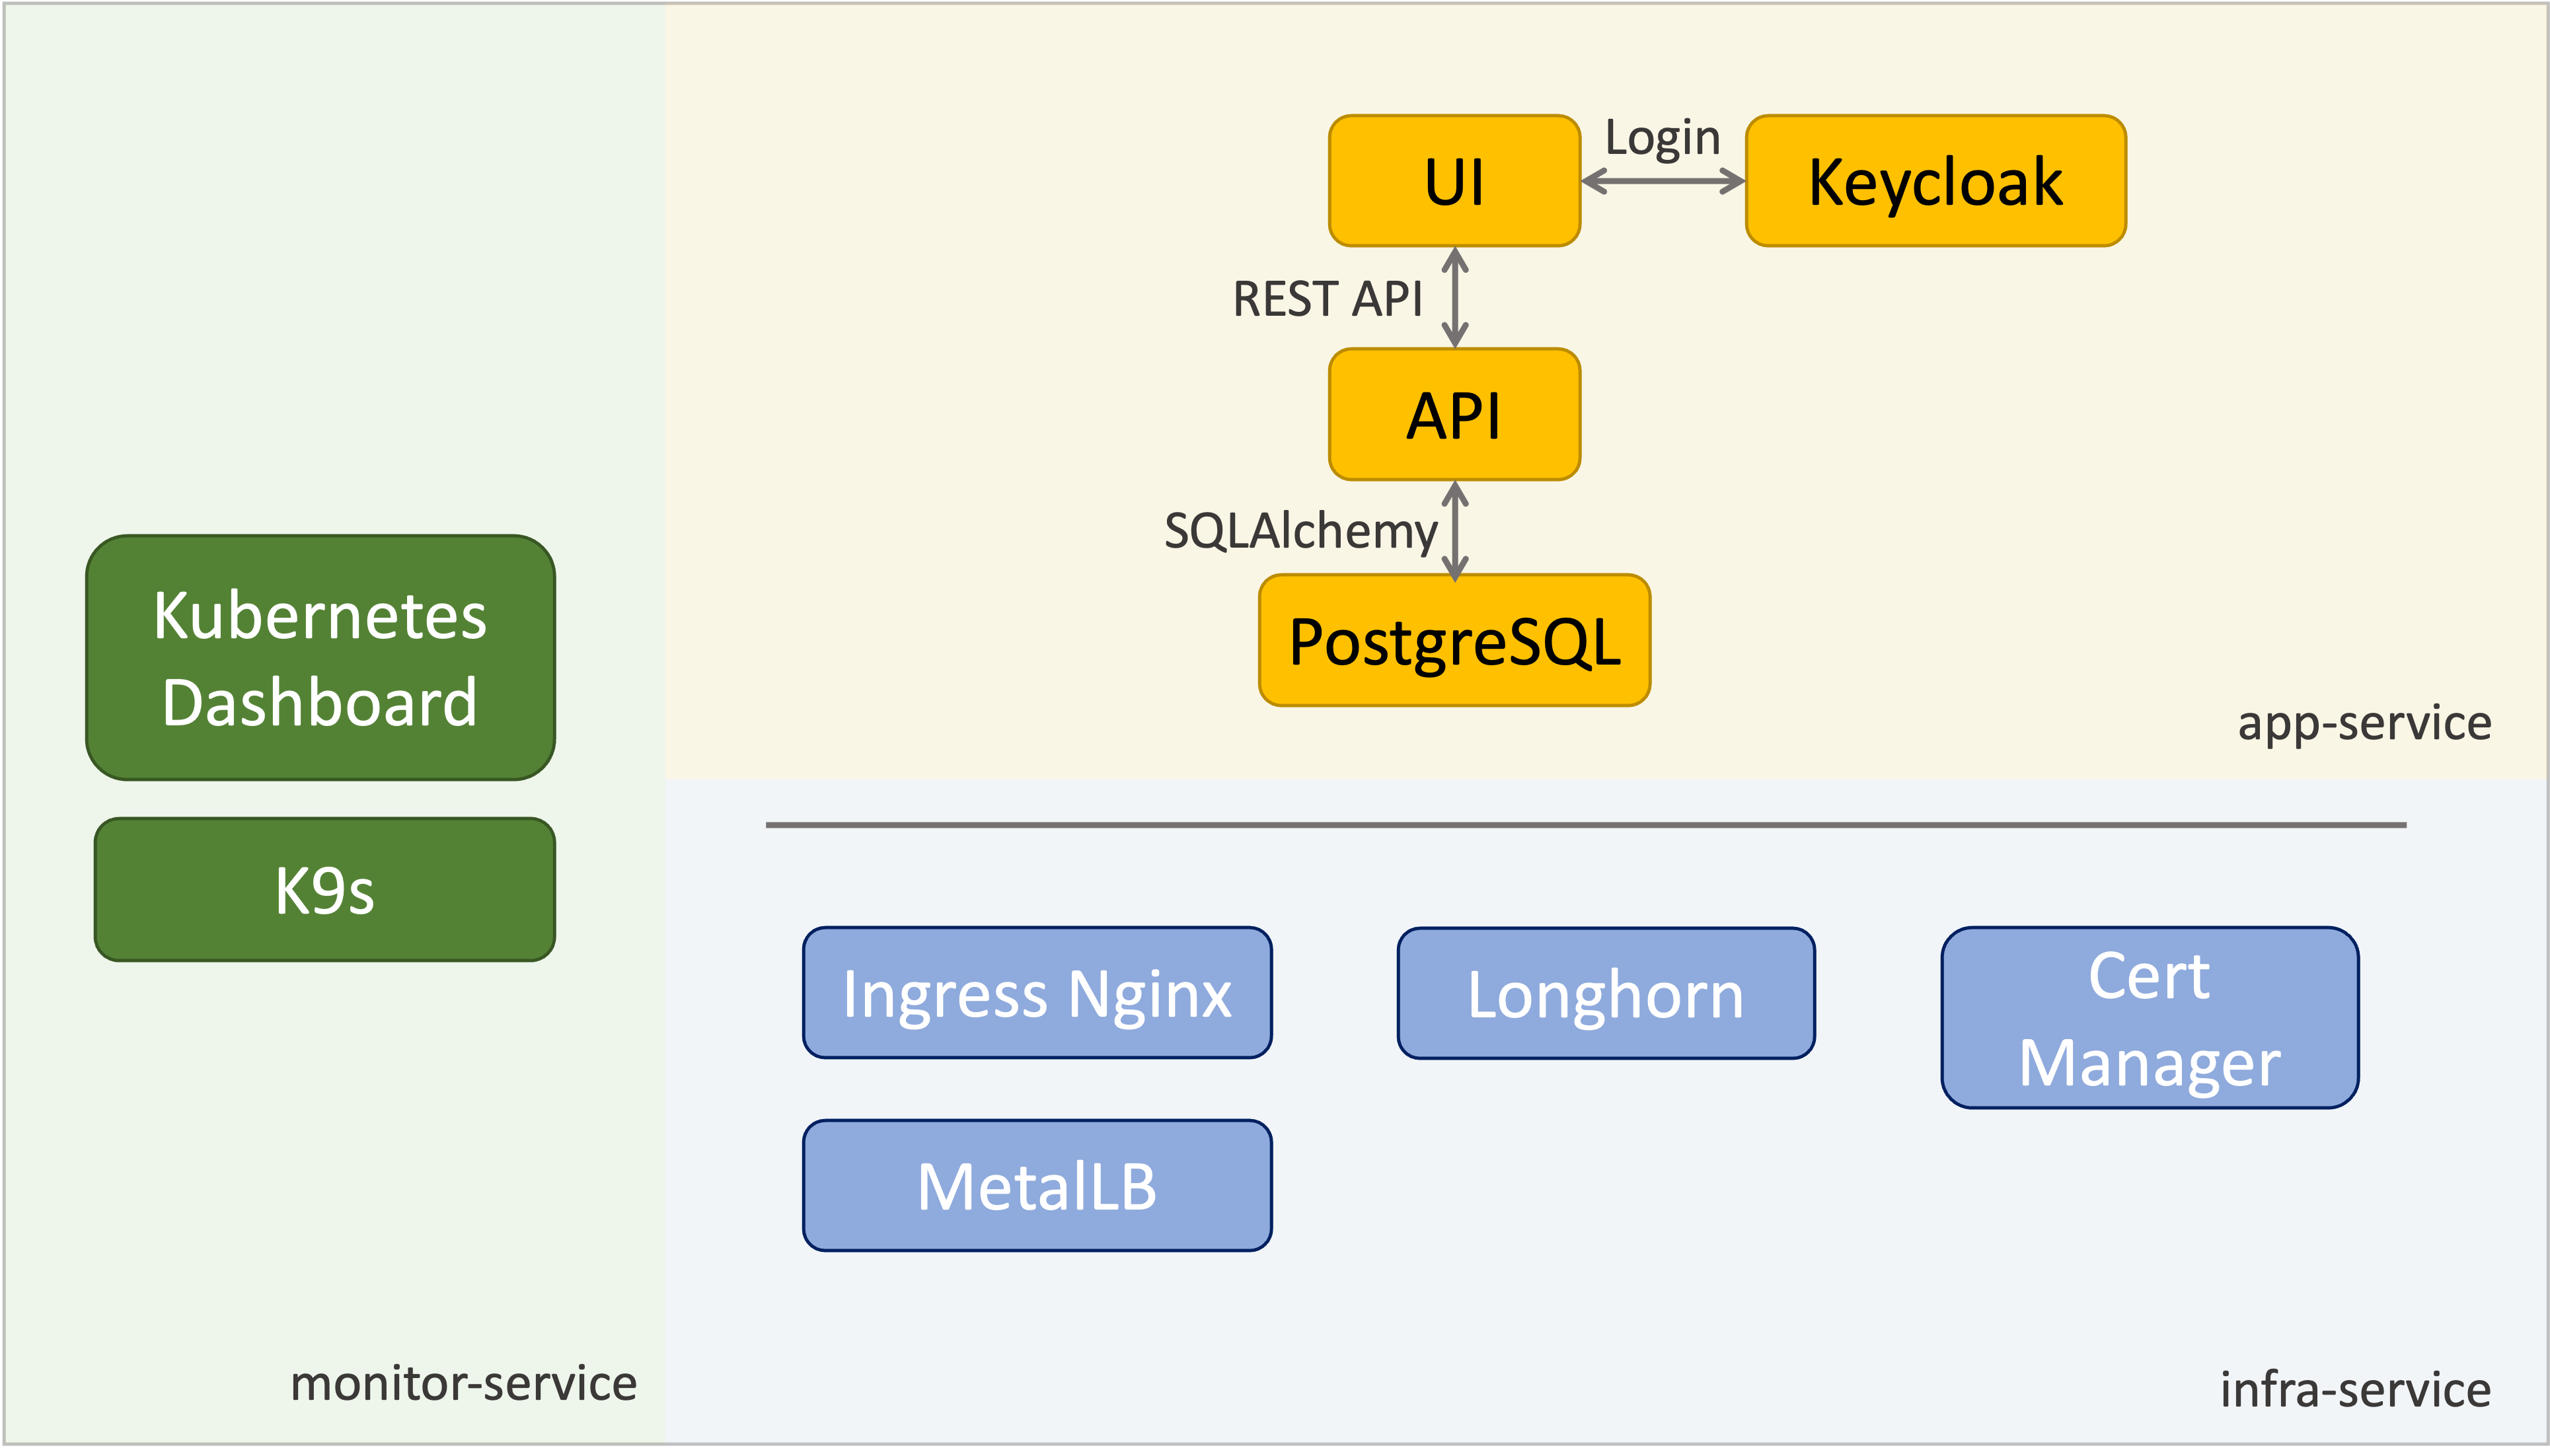 UI
Login
Keycloak
REST API
API
SQLAlchemy
PostgreSQL
app-service
Kubernetes
Dashboard
K9s
monitor-service
Ingress Nginx
Longhorn
Cert
Manager
MetalLB
infra-service